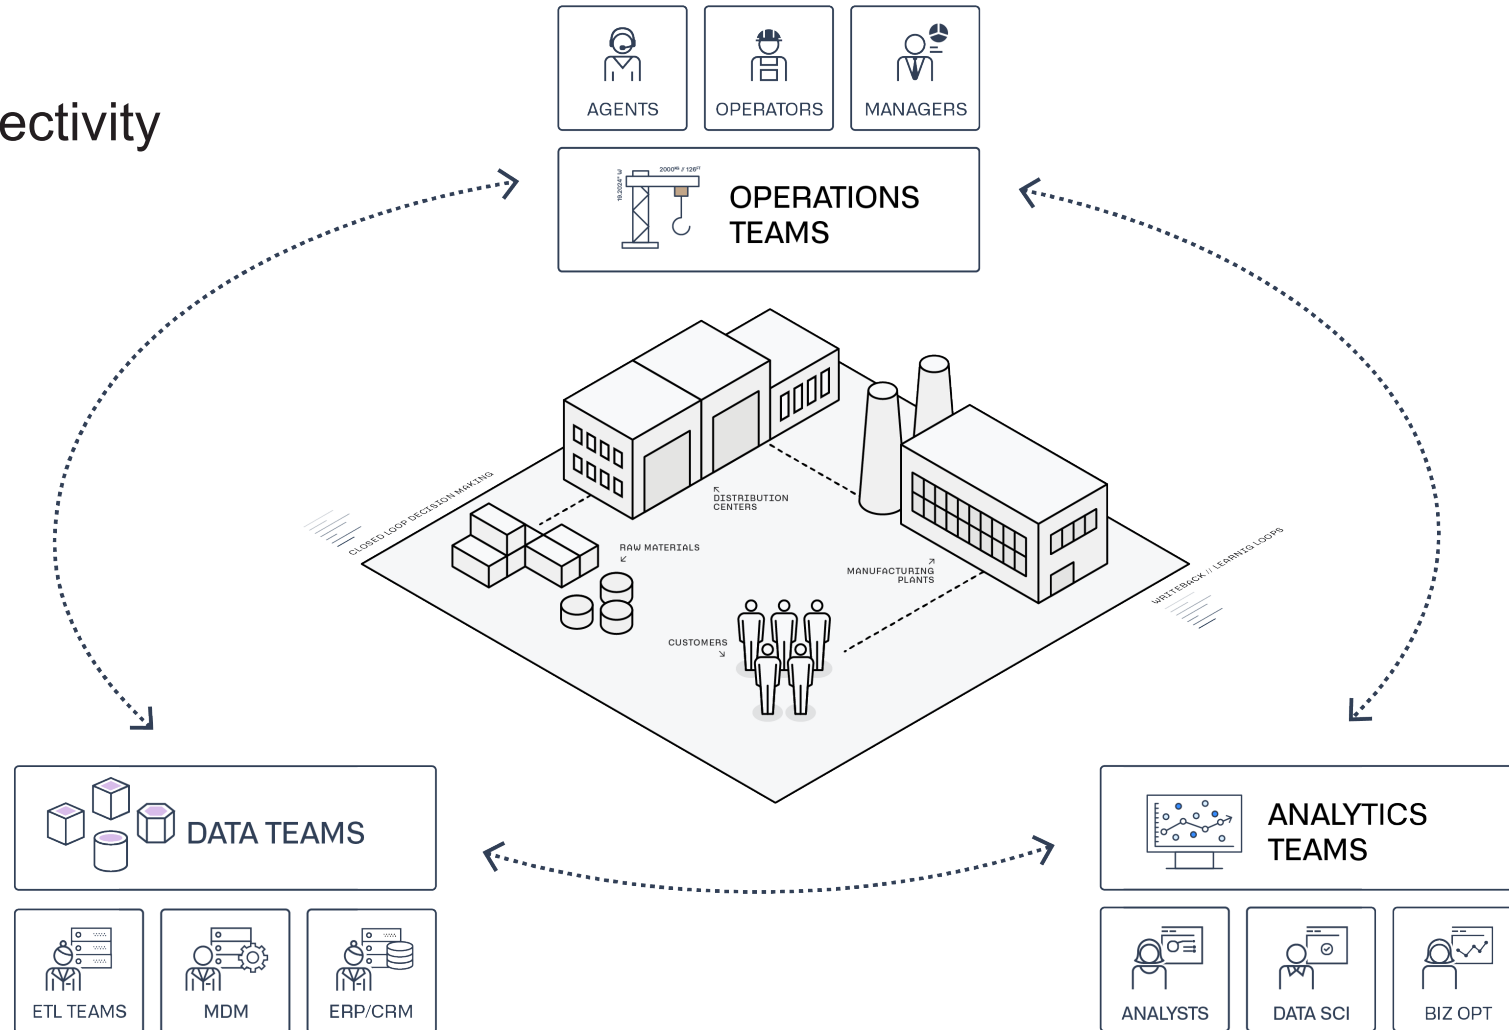 AGENTS
OPERATORS
MANAGERS
ectivity
2000
OPERATIONS
TEAMS
CLOSED LOOP DECISION MAKING
DISTRIBUTION
CENTERS
RAW MATERIALS
MANUFACTURING
PLANTS
WRITEBACK // LEARNIG LOOPS
CUSTOMERS
DATA TEAMS
ANALYTICS
TEAMS
ETL TEAMS
MDM
ERP/CRM
ANALYSTS
DATA SCI
BIZ OPT